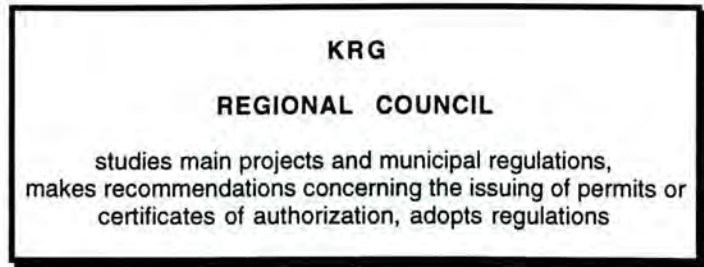 KRG
REGIONAL COUNCIL
studies main projects and municipal regulations,
makes recommendations concerning the issuing of permits or
certificates of authorization, adopts regulations